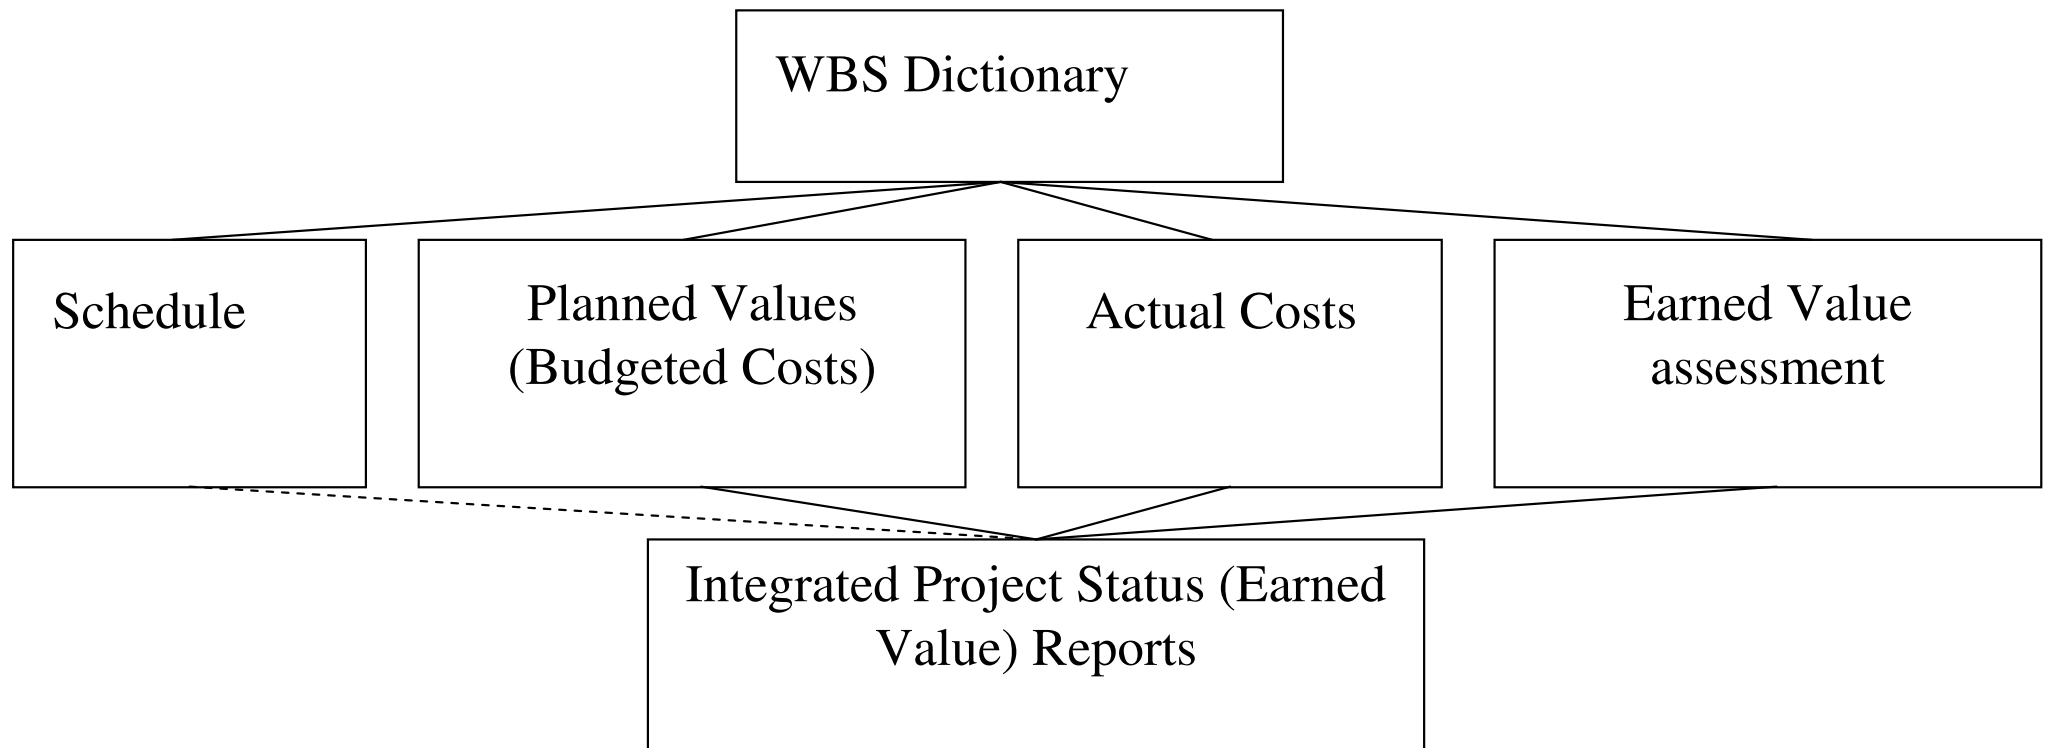 WBS Dictionary
Schedule
Planned Values
(Budgeted Costs)
Actual Costs
Earned Value
assessment
Integrated Project Status (Earned
Value) Reports